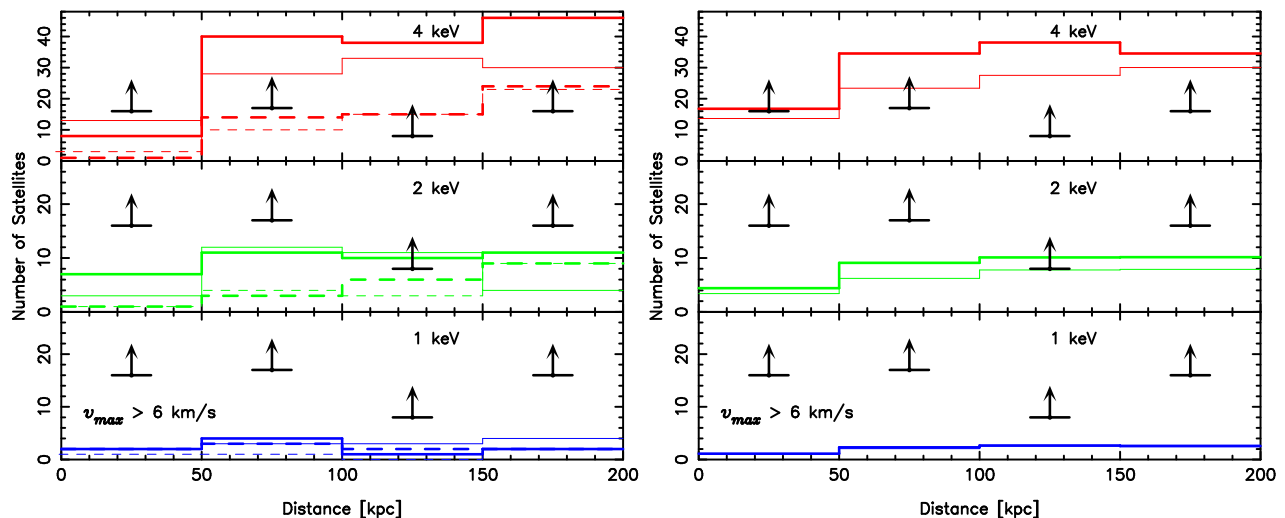 40
4 keV
30
20
10
0
Number of Satellites
2 keV
20
10
0
1 keV
20
10
v_max > 6 km/s
0
0 50 100 150 200
Distance [kpc]
40
4 keV
30
20
10
0
Number of Satellites
2 keV
20
10
0
1 keV
20
10
v_max > 6 km/s
0
0 50 100 150 200
Distance [kpc]